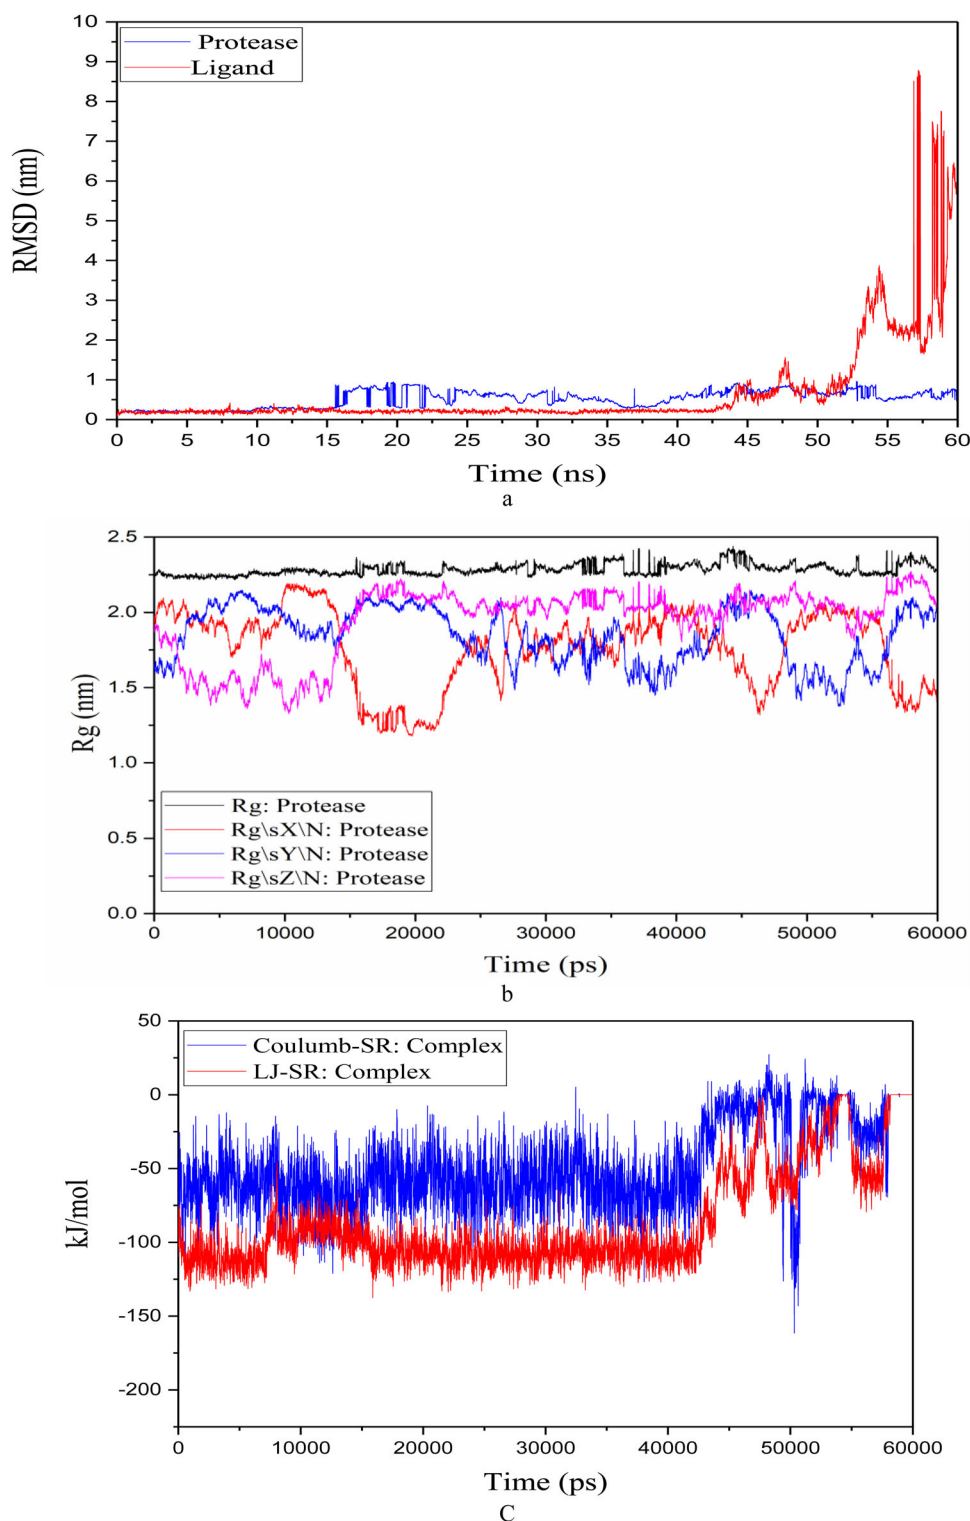 10
9
8
7
6
5
4
3
2
1
0
RMSD (nm)
Protease
Ligand
0 5 10 15 20 25 30 35 40 45 50 55 60
Time (ns)
a
2.5
2.0
1.5
1.0
0.5
0.0
Rg (nm)
Rg: Protease
Rg\sX\N: Protease
Rg\sY\N: Protease
Rg\sZ\N: Protease
0 10000 20000 30000 40000 50000 60000
Time (ps)
b
50
0
-50
-100
-150
-200
kJ/mol
Coulumb-SR: Complex
LJ-SR: Complex
0 10000 20000 30000 40000 50000 60000
Time (ps)
C